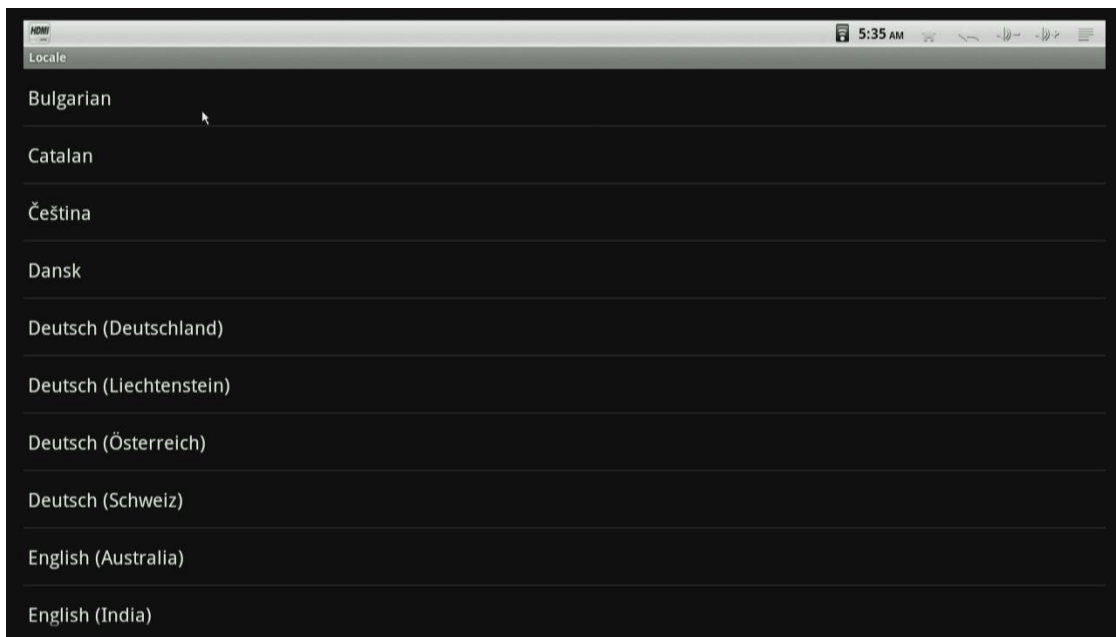 HDMI
5:35 AM
Locale
Bulgarian
Catalan
Čeština
Dansk
Deutsch (Deutschland)
Deutsch (Liechtenstein)
Deutsch (Österreich)
Deutsch (Schweiz)
English (Australia)
English (India)